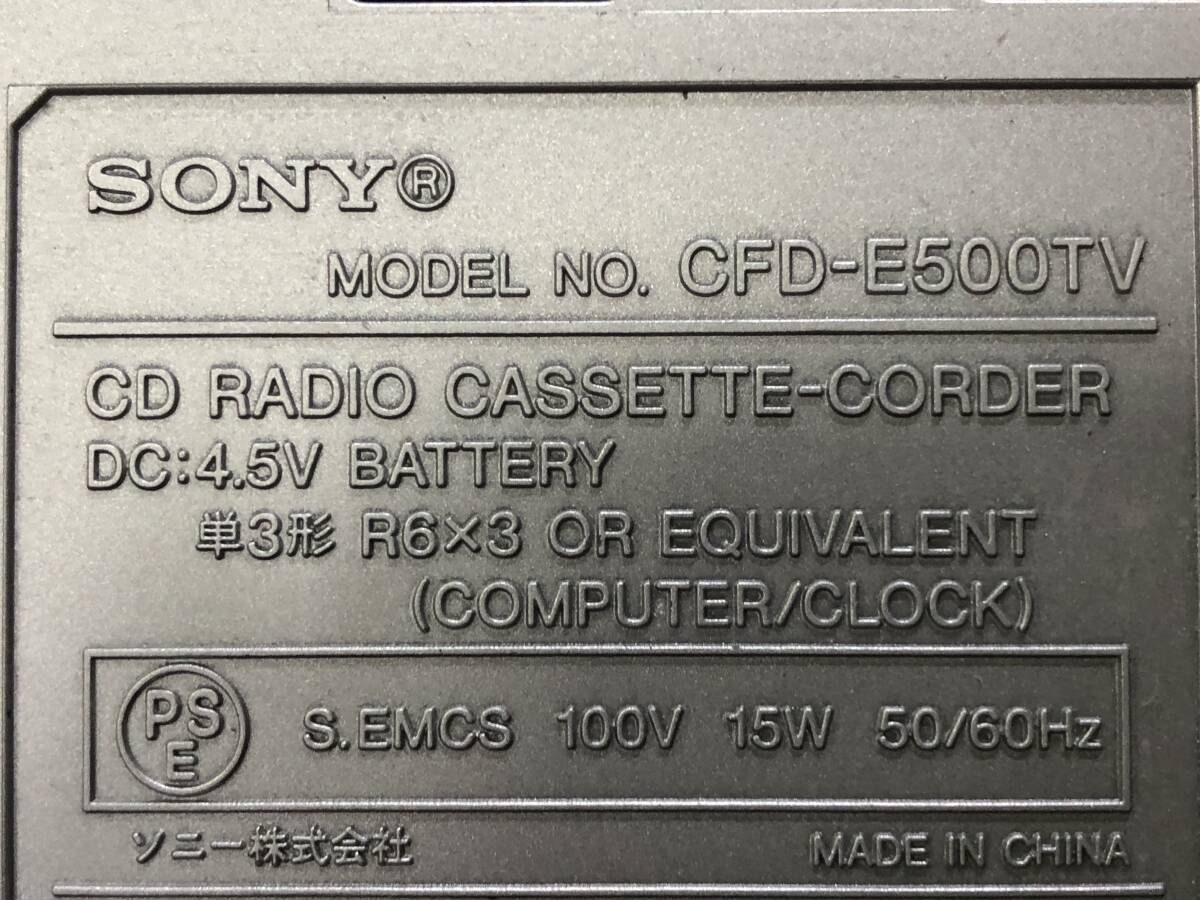 SONY®
MODEL NO. CFD-E500TV
CD RADIO CASSETTE-CORDER
DC:4.5V BATTERY
単3形 R6×3 OR EQUIVALENT
(COMPUTER/CLOCK)
PS
E
S.EMCS 100V 15W 50/60Hz
ソニー株式会社 MADE IN CHINA